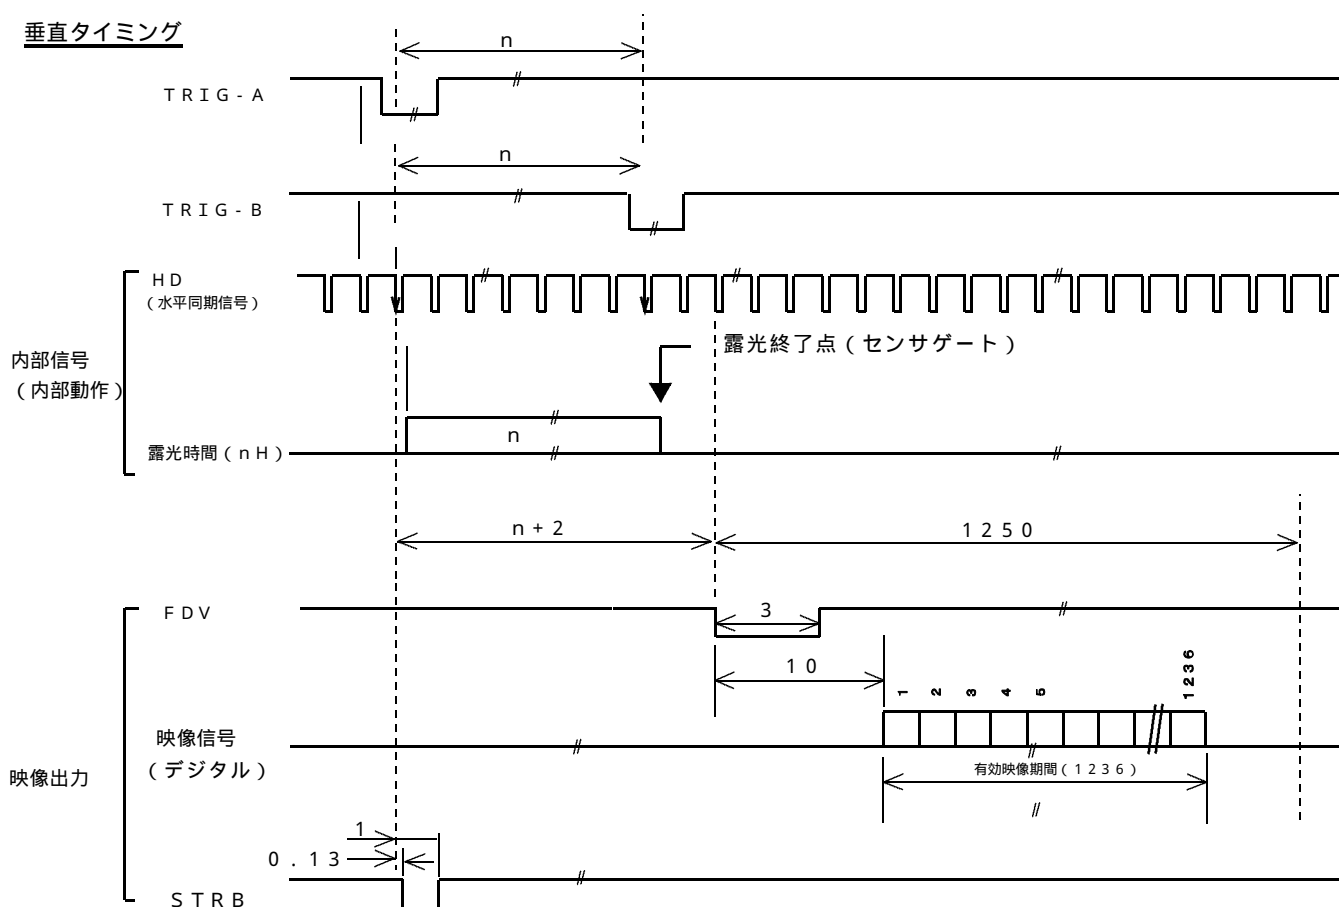 垂直タイミング
n
TRIG-A
n
TRIG-B
HD
(水平同期信号)
露光終了点(センサゲート)
内部信号
(内部動作)
n
露光時間(nH)
n+2
1250
FDV
3
10
1
2
3
4
5
1236
映像信号
(デジタル)
有効映像期間(1236)
映像出力
1
0.13
STRB